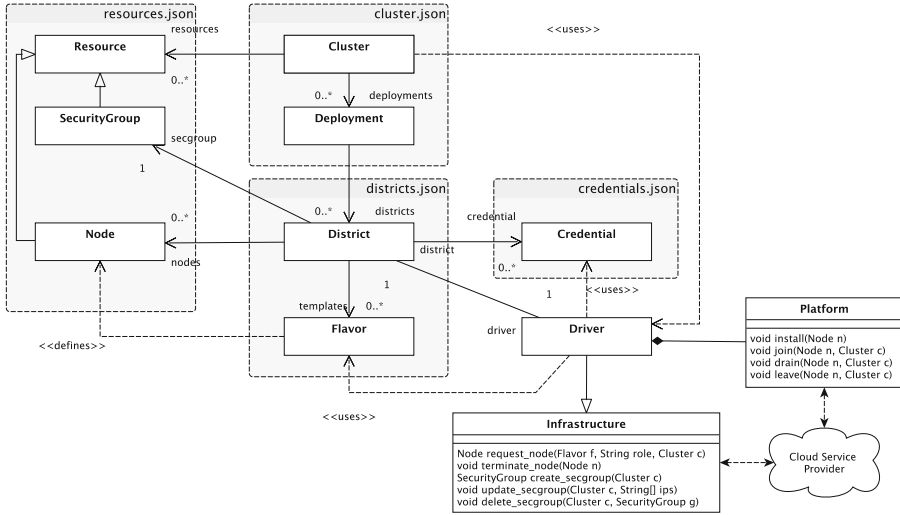 resources.json
cluster.json
Resource
resources
0..*
Cluster
<<uses>>
0..*
deployments
SecurityGroup
Deployment
secgroup
1
districts.json
credentials.json
0..*
0..*
districts
credential
Node
District
Credential
nodes
district
0..*
1
1
<<uses>>
templates
0..*
Platform
Flavor
driver
Driver
void install(Node n)
void join(Node n, Cluster c)
void drain(Node n, Cluster c)
void leave(Node n, Cluster c)
<<defines>>
<<uses>>
Infrastructure
Node request_node(Flavor f, String role, Cluster c)
void terminate_node(Node n)
SecurityGroup create_secgroup(Cluster c)
void update_secgroup(Cluster c, String[] ips)
void delete_secgroup(Cluster c, SecurityGroup g)
Cloud Service
Provider